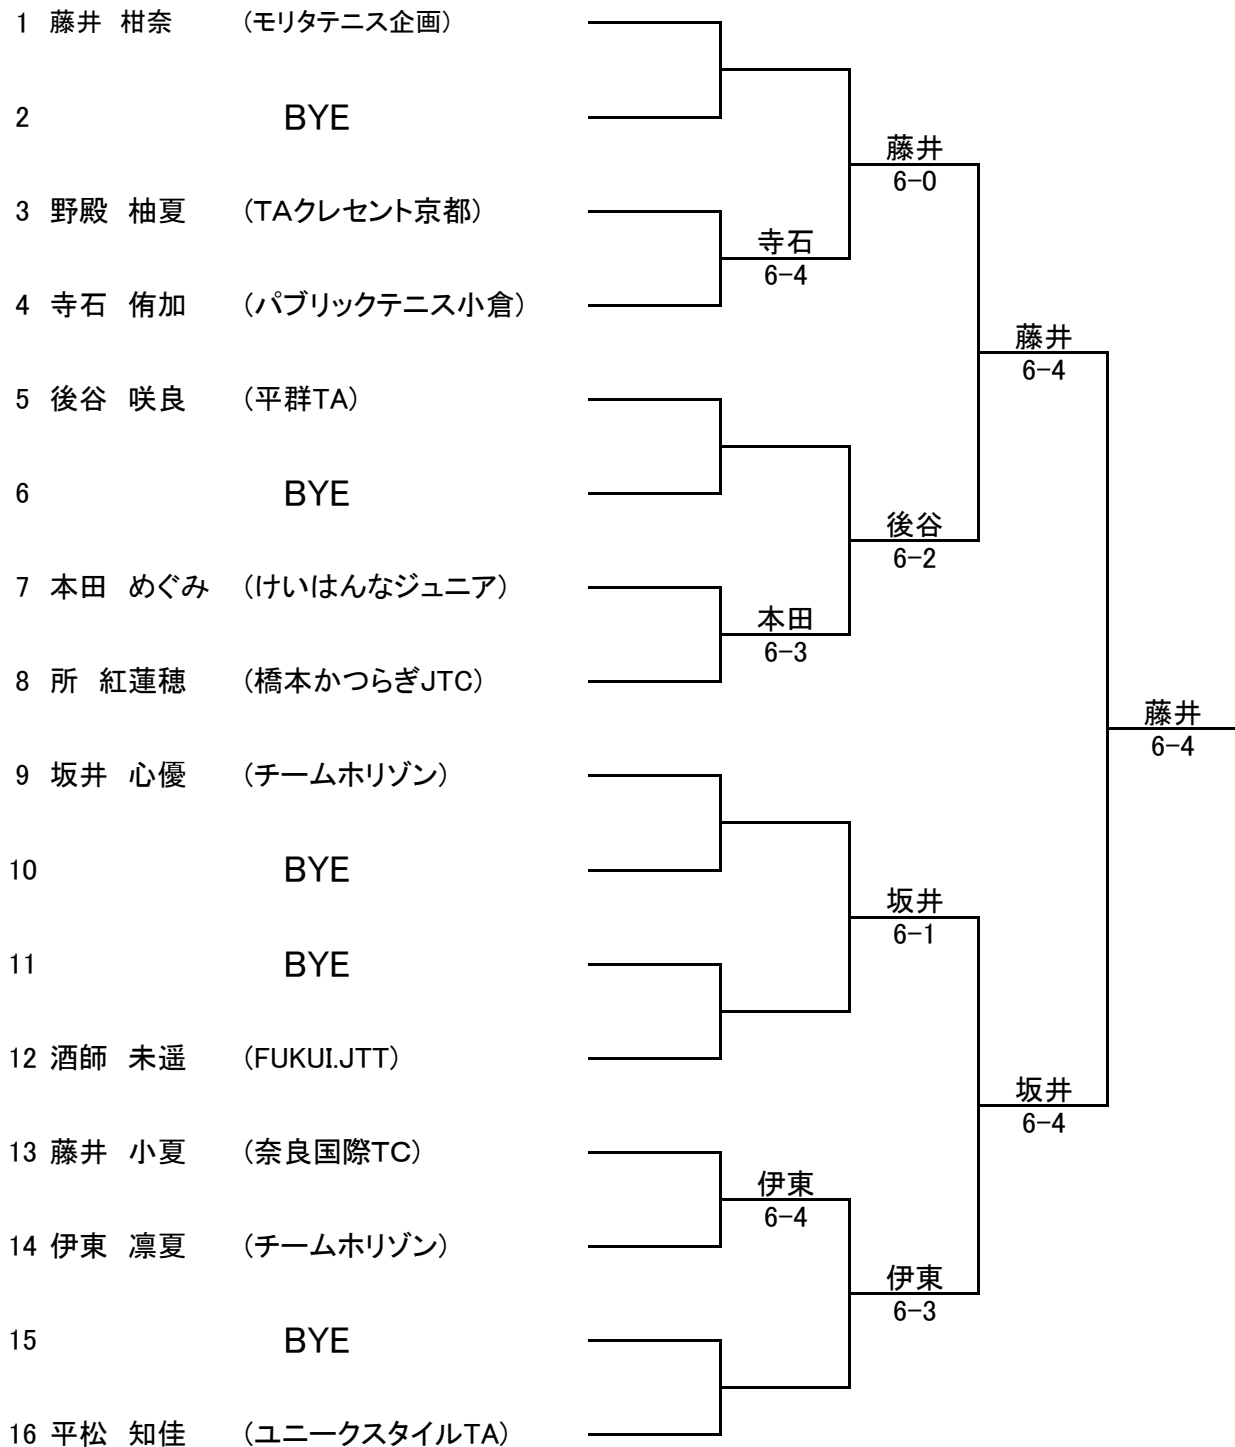 1 藤井 柑奈 (モリタテニス企画)
2 BYE
藤井
6-0
3 野殿 柚夏 (TAクレセント京都)
寺石
6-4
4 寺石 侑加 (パブリックテニス小倉)
藤井
6-4
5 後谷 咲良 (平群TA)
6 BYE
後谷
6-2
7 本田 めぐみ (けいはんなジュニア)
本田
6-3
8 所 紅蓮穂 (橋本かつらぎJTC)
藤井
6-4
9 坂井 心優 (チームホリゾン)
10 BYE
坂井
6-1
11 BYE
12 酒師 未遥 (FUKUI.JTT)
坂井
6-4
13 藤井 小夏 (奈良国際TC)
伊東
6-4
14 伊東 凛夏 (チームホリゾン)
伊東
6-3
15 BYE
16 平松 知佳 (ユニークスタイルTA)